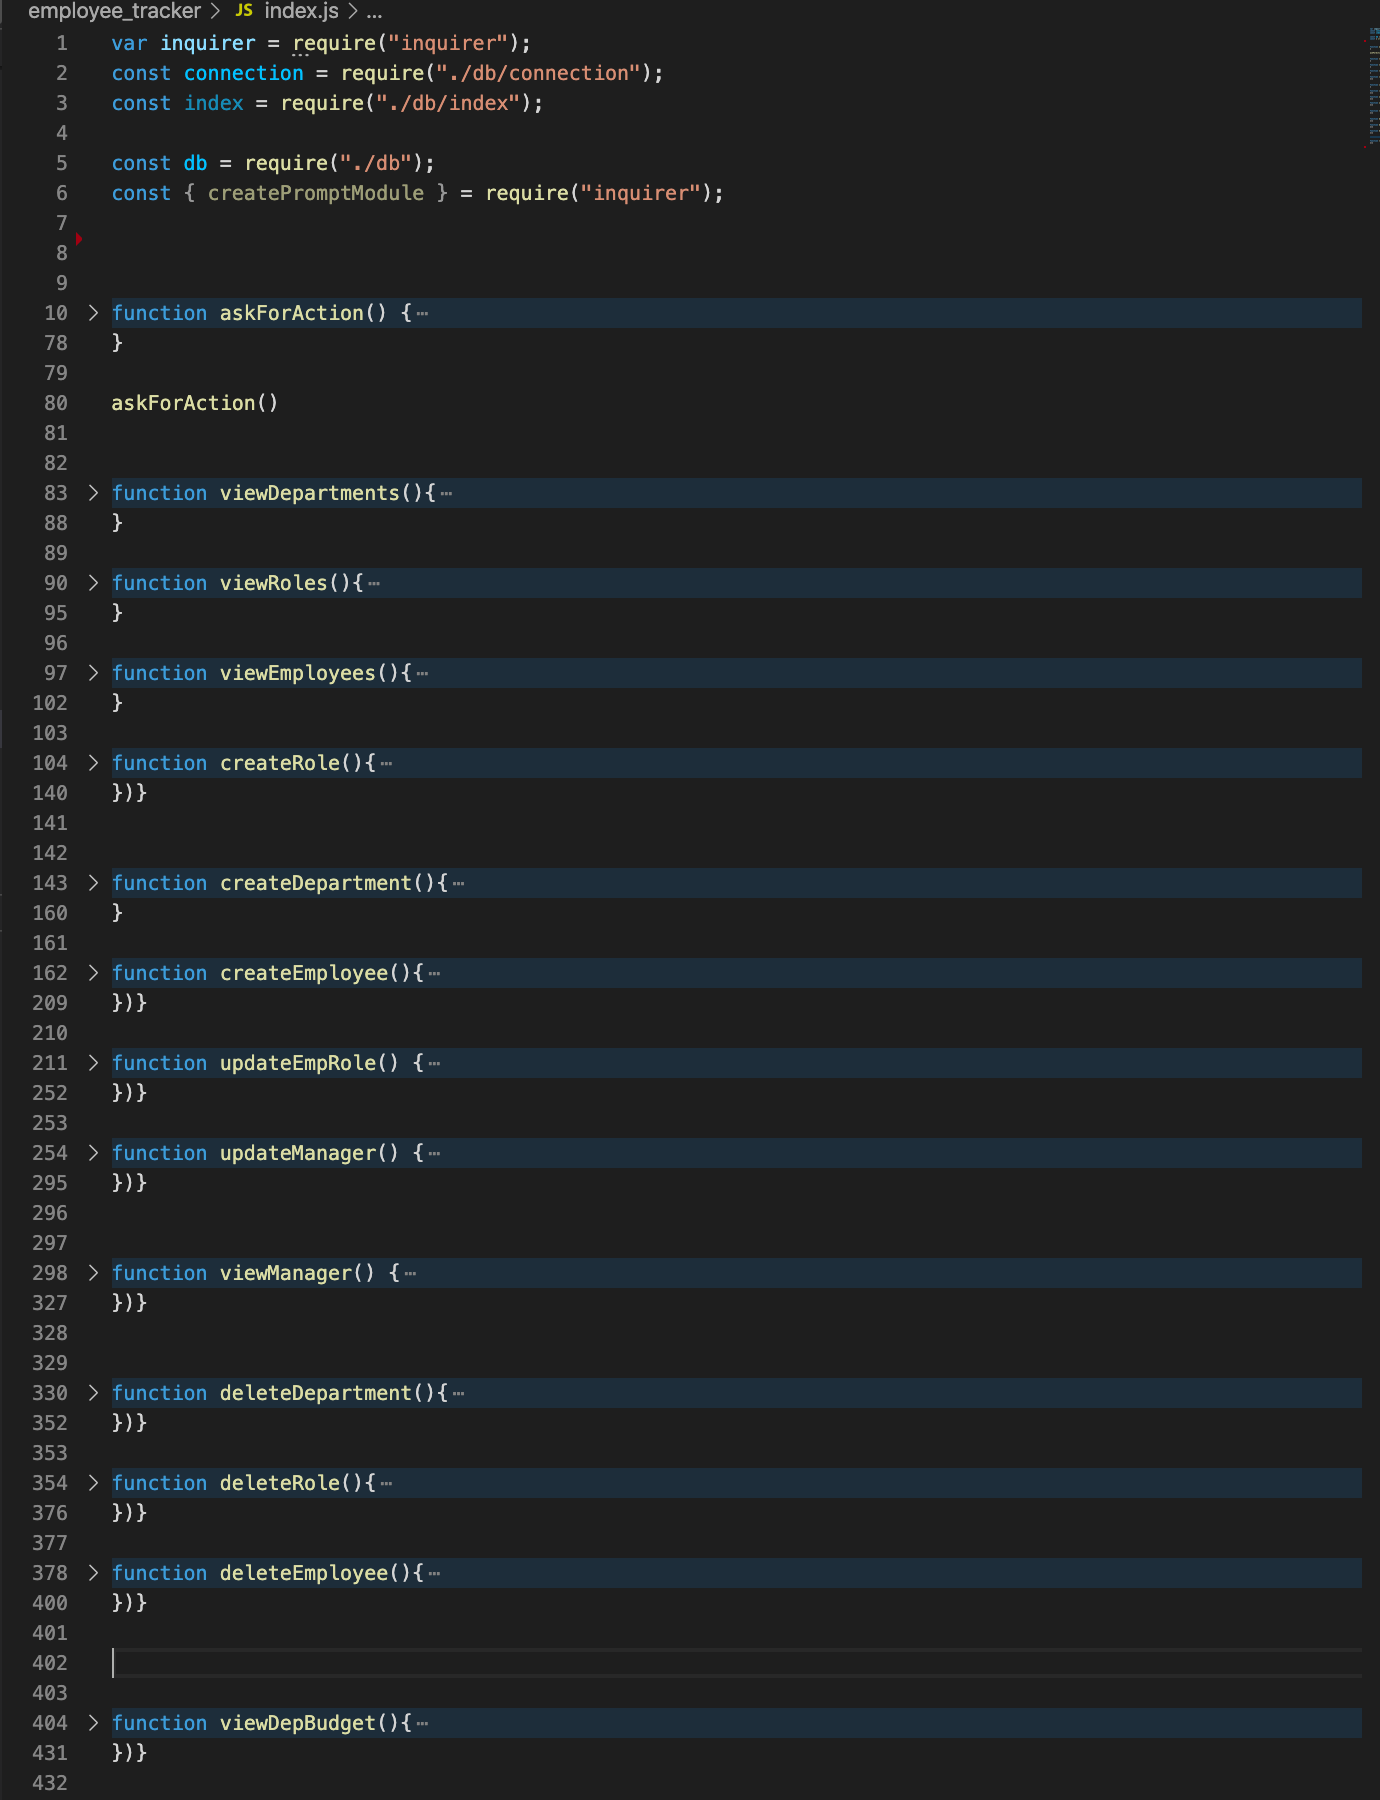 employee_tracker > JS index.js > ...
1 var inquirer = require("inquirer");
2 const connection = require("./db/connection");
3 const index = require("./db/index");
4
5 const db = require("./db");
6 const { createPromptModule } = require("inquirer");
7
8
9
10 > function askForAction() { ⋯
78 }
79
80 askForAction()
81
82
83 > function viewDepartments(){ ⋯
88 }
89
90 > function viewRoles(){ ⋯
95 }
96
97 > function viewEmployees(){ ⋯
102 }
103
104 > function createRole(){ ⋯
140 })}
141
142
143 > function createDepartment(){ ⋯
160 }
161
162 > function createEmployee(){ ⋯
209 })}
210
211 > function updateEmpRole() { ⋯
252 })}
253
254 > function updateManager() { ⋯
295 })}
296
297
298 > function viewManager() { ⋯
327 })}
328
329
330 > function deleteDepartment(){ ⋯
352 })}
353
354 > function deleteRole(){ ⋯
376 })}
377
378 > function deleteEmployee(){ ⋯
400 })}
401
402
403
404 > function viewDepBudget(){ ⋯
431 })}
432